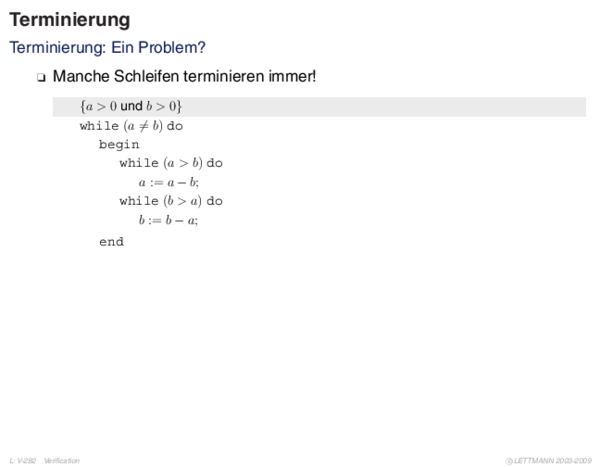 Terminierung
Terminierung: Ein Problem?
❑ Manche Schleifen terminieren immer!
{a > 0 und b > 0}
while (a ≠ b) do
begin
while (a > b) do
a := a − b;
while (b > a) do
b := b − a;
end
L: V-282 Verification
© LETTMANN 2003-2009